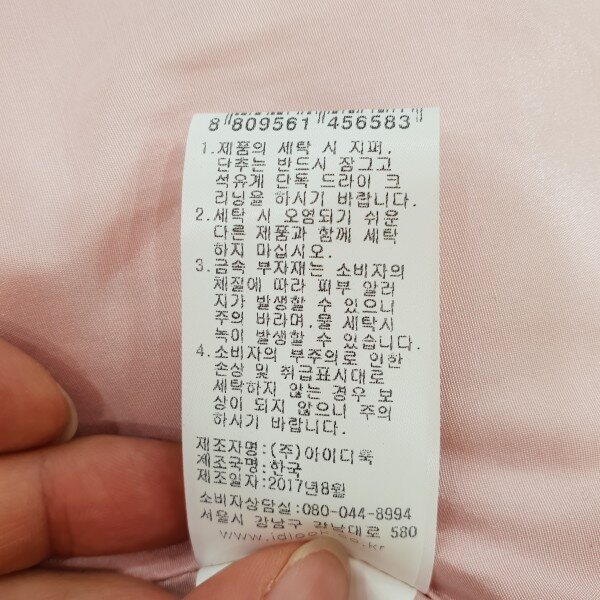 8 809561 456583
1.제품의 세탁 시 지퍼,
단추는 반드시 잠그고
석유계 단독 드라이 크
리닝을 하시기 바랍니다.
2.세탁 시 오염되기 쉬운
다른 제품과 함께 세탁
하지 마십시오.
3.금속 부자재는 소비자의
체질에 따라 피부 알러
지가 발생할 수 있으니
주의 바라며,물 세탁시
녹이 발생할 수 있습니다.
4.소비자의 부주의로 인한
손상 및 취급표시대로
세탁하지 않는 경우 보
상이 되지 않으니 주의
하시기 바랍니다.
제조자명:(주)아이디룩
제조국명:한국
제조일자:2017년8월
소비자상담실:080-044-8994
서울시 강남구 강남대로 580